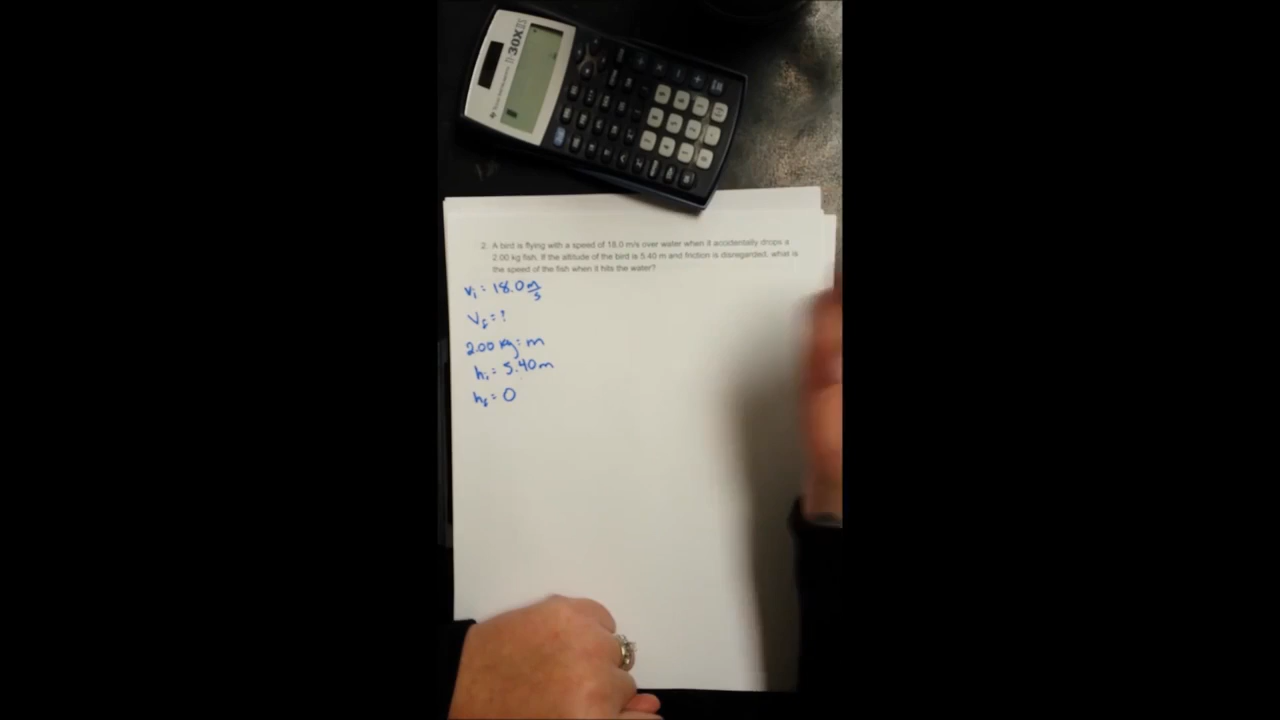 TEXAS INSTRUMENTS TI-30X IIS
2. A bird is flying with a speed of 18.0 m/s over water when it accidentally drops a
2.00 kg fish. If the altitude of the bird is 5.40 m and friction is disregarded, what is
the speed of the fish when it hits the water?
vi = 18.0 m/s
Vf = ?
2.00 kg = m
hi = 5.40 m
hf = 0